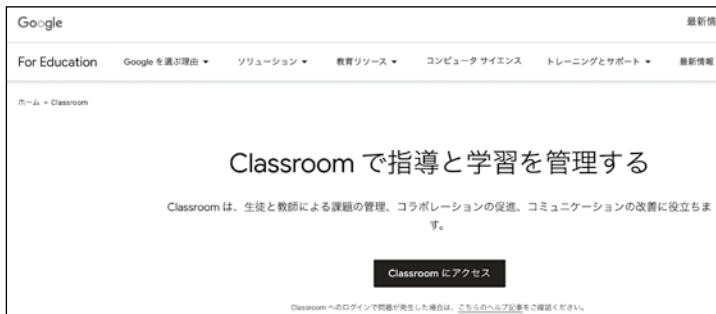 Google
最新情
For Education Google を選ぶ理由 ソリューション 教育リソース コンピュータ サイエンス トレーニングとサポート 最新情報
ホーム > Classroom
Classroom で指導と学習を管理する
Classroom は、生徒と教師による課題の管理、コラボレーションの促進、コミュニケーションの改善に役立ちま
す。
Classroom にアクセス
Classroom へのログインで問題が発生した場合は、こちらのヘルプ記事をご確認ください。